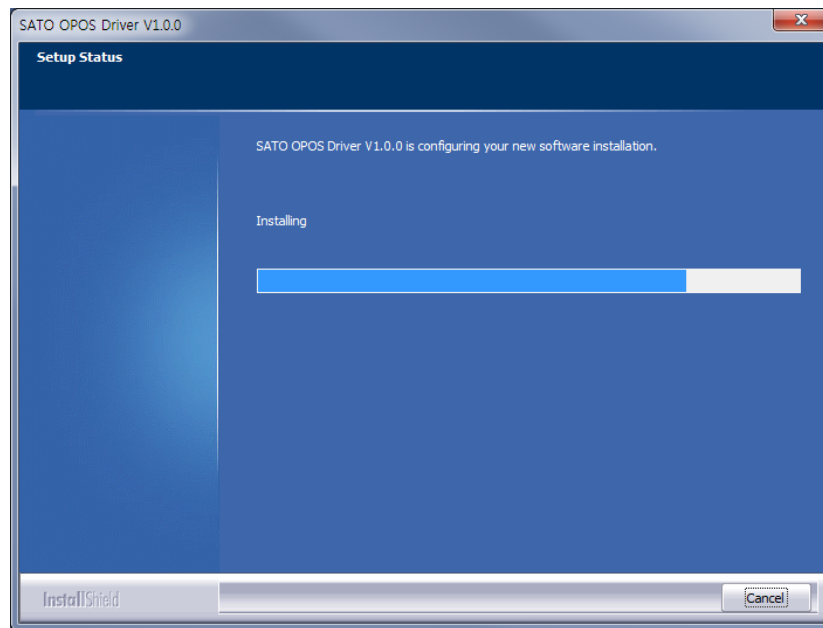 SATO OPOS Driver V1.0.0
Setup Status
SATO OPOS Driver V1.0.0 is configuring your new software installation.
Installing
InstallShield
Cancel